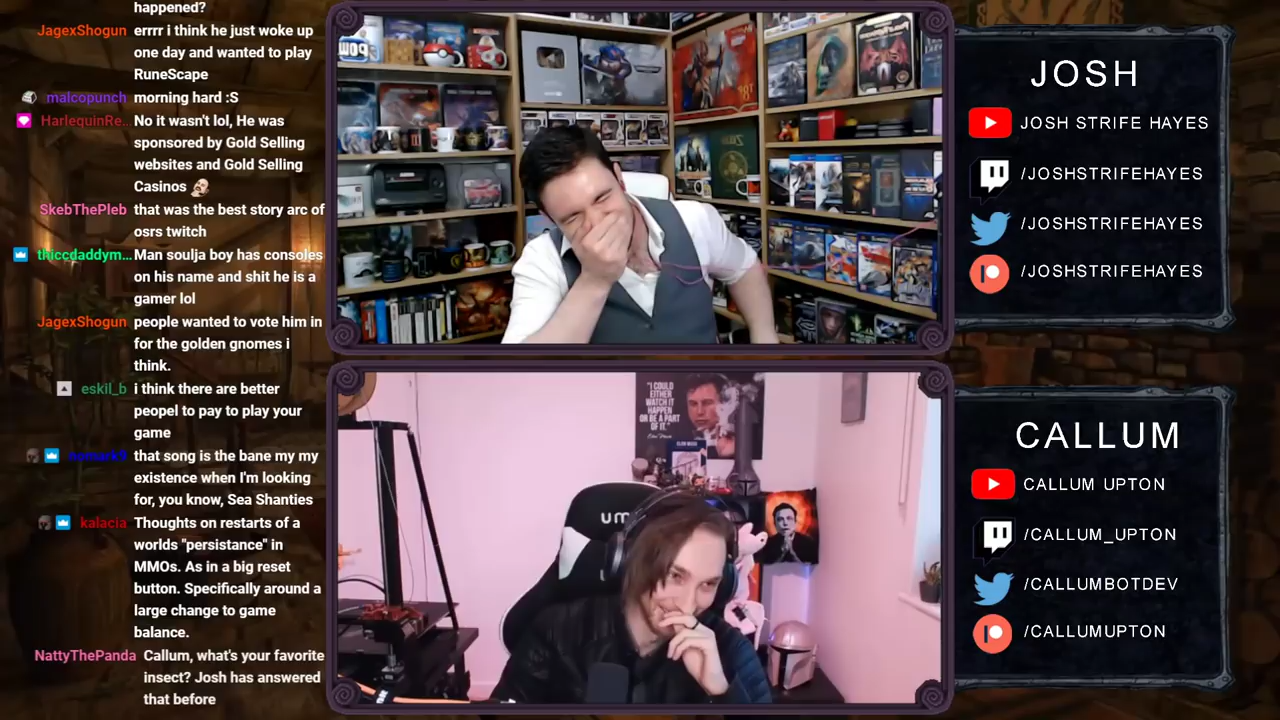 happened?
JagexShogun errrr i think he just woke up
one day and wanted to play
RuneScape
malcopunch morning hard :S
HarlequinRe... No it wasn't lol, He was
sponsored by Gold Selling
websites and Gold Selling
Casinos
SkebThePleb that was the best story arc of
osrs twitch
thiccdaddym... Man soulja boy has consoles
on his name and shit he is a
gamer lol
JagexShogun people wanted to vote him in
for the golden gnomes i
think.
eskil_b i think there are better
peopel to pay to play your
game
that song is the bane my my
existence when I'm looking
for, you know, Sea Shanties
kalacia Thoughts on restarts of a
worlds "persistance" in
MMOs. As in a big reset
button. Specifically around a
large change to game
balance.
NattyThePanda Callum, what's your favorite
insect? Josh has answered
that before
JOSH
JOSH STRIFE HAYES
/JOSHSTRIFEHAYES
/JOSHSTRIFEHAYES
/JOSHSTRIFEHAYES
"I COULD
EITHER
WATCH IT
HAPPEN
OR BE A
PART
OF IT."
CALLUM
CALLUM UPTON
/CALLUM_UPTON
/CALLUMBOTDEV
/CALLUMUPTON